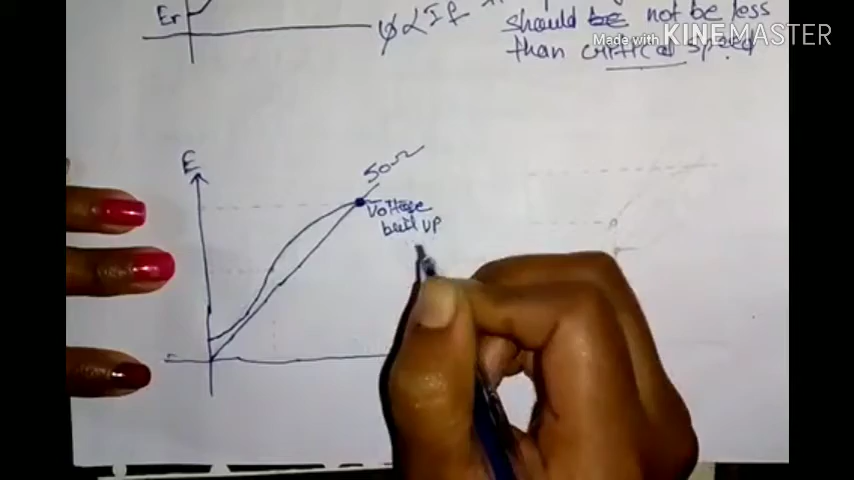 Er
φ∝If
should be not be less
than critical speed
Made with KINEMASTER
E
50Ω
Voltage
built up